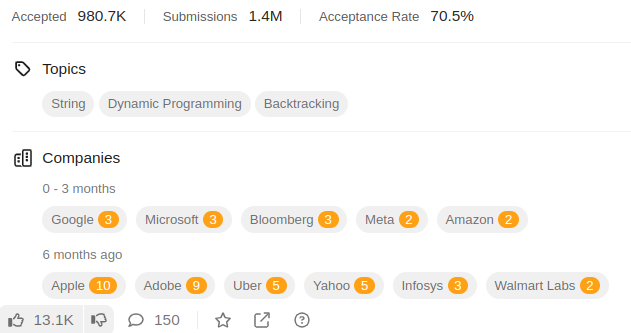 Accepted 980.7K Submissions 1.4M Acceptance Rate 70.5%
Topics
String Dynamic Programming Backtracking
Companies
0 - 3 months
Google 3 Microsoft 3 Bloomberg 3 Meta 2 Amazon 2
6 months ago
Apple 10 Adobe 9 Uber 5 Yahoo 5 Infosys 3 Walmart Labs 2
13.1K 150